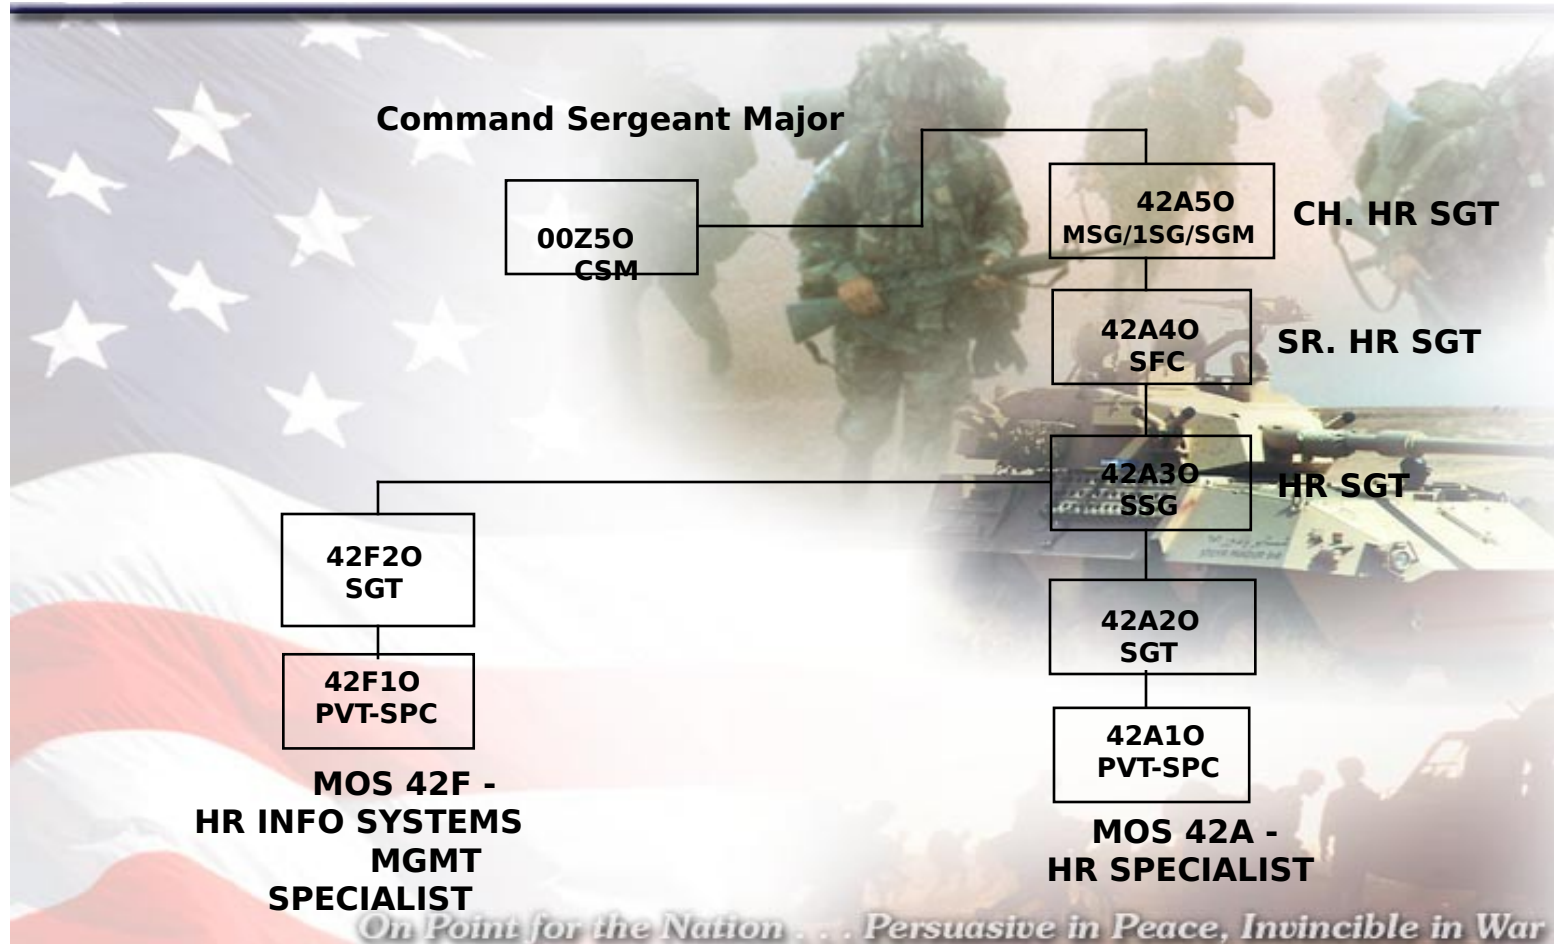 Command Sergeant Major
00Z5O
CSM
42A5O
MSG/1SG/SGM
CH. HR SGT
42A4O
SFC
SR. HR SGT
42A3O
SSG
HR SGT
42F2O
SGT
42A2O
SGT
42F1O
PVT-SPC
42A1O
PVT-SPC
MOS 42F -
HR INFO SYSTEMS
MGMT
SPECIALIST
MOS 42A -
HR SPECIALIST
On Point for the Nation . . . Persuasive in Peace, Invincible in War